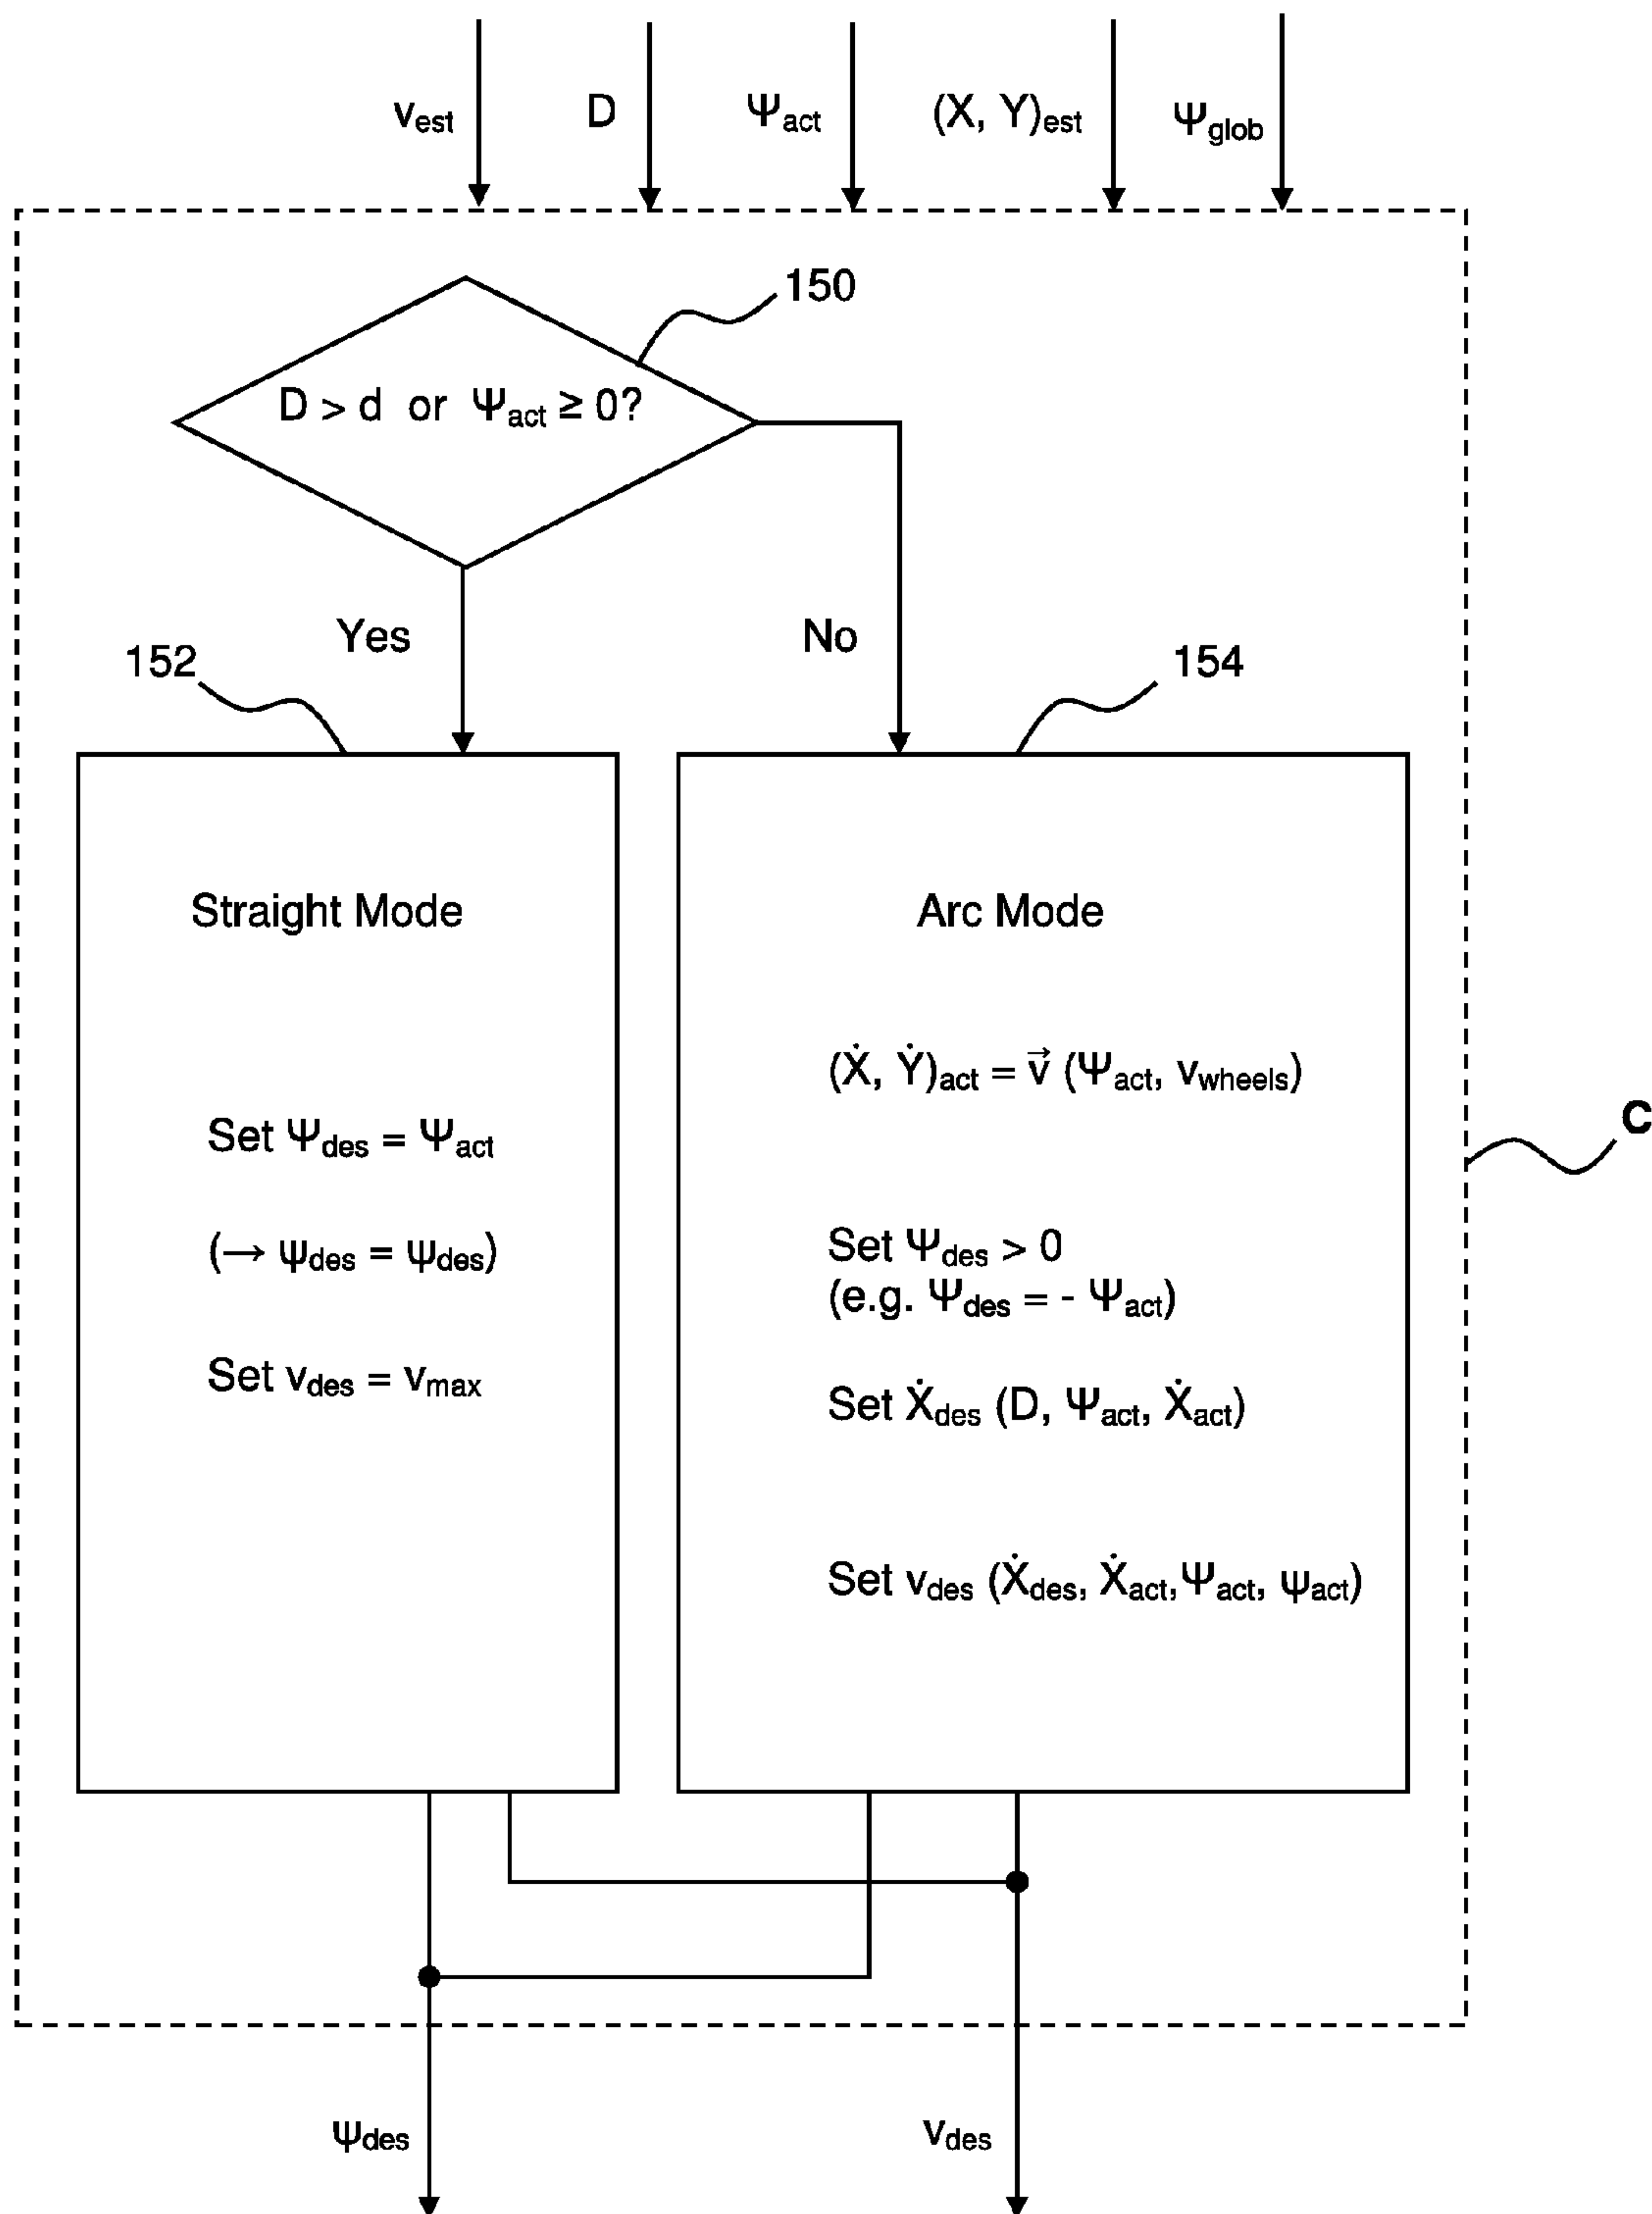 v_est D Ψ_act (X, Y)_est Ψ_glob
150
D > d or Ψ_act ≥ 0?
Yes
No
152
154
Straight Mode
Set Ψ_des = Ψ_act
(→ ψ_des = ψ_des)
Set v_des = v_max
Arc Mode
(Ẋ, Ẏ)_act = v⃗ (Ψ_act, v_wheels)
Set Ψ_des > 0
(e.g. Ψ_des = - Ψ_act)
Set Ẋ_des (D, Ψ_act, Ẋ_act)
Set v_des (Ẋ_des, Ẋ_act, Ψ_act, ψ_act)
C
ψ_des
v_des